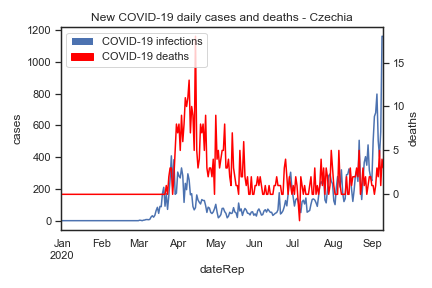 New COVID-19 daily cases and deaths - Czechia
COVID-19 infections
COVID-19 deaths
1200
1000
800
600
400
200
0
cases
15
10
5
0
deaths
Jan Feb Mar Apr May Jun Jul Aug Sep
2020
dateRep